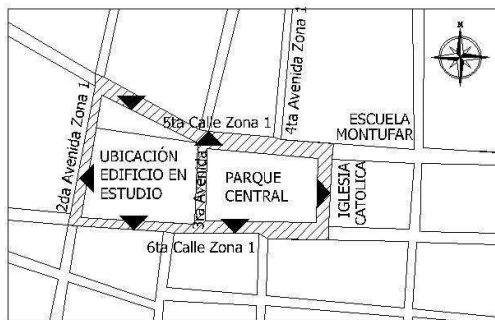 2da Avenida Zona 1
5ta Calle Zona 1
4ta Avenida Zona 1
ESCUELA
MONTUFAR
UBICACIÓN
EDIFICIO EN
ESTUDIO
3ra Avenida
PARQUE
CENTRAL
IGLESIA
CATOLICA
6ta Calle Zona 1